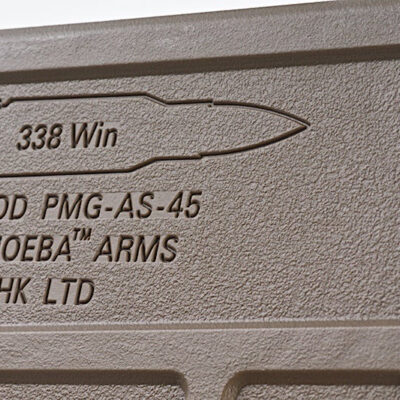 338 Win
OD PMG-AS-45
OEBA™ ARMS
HK LTD